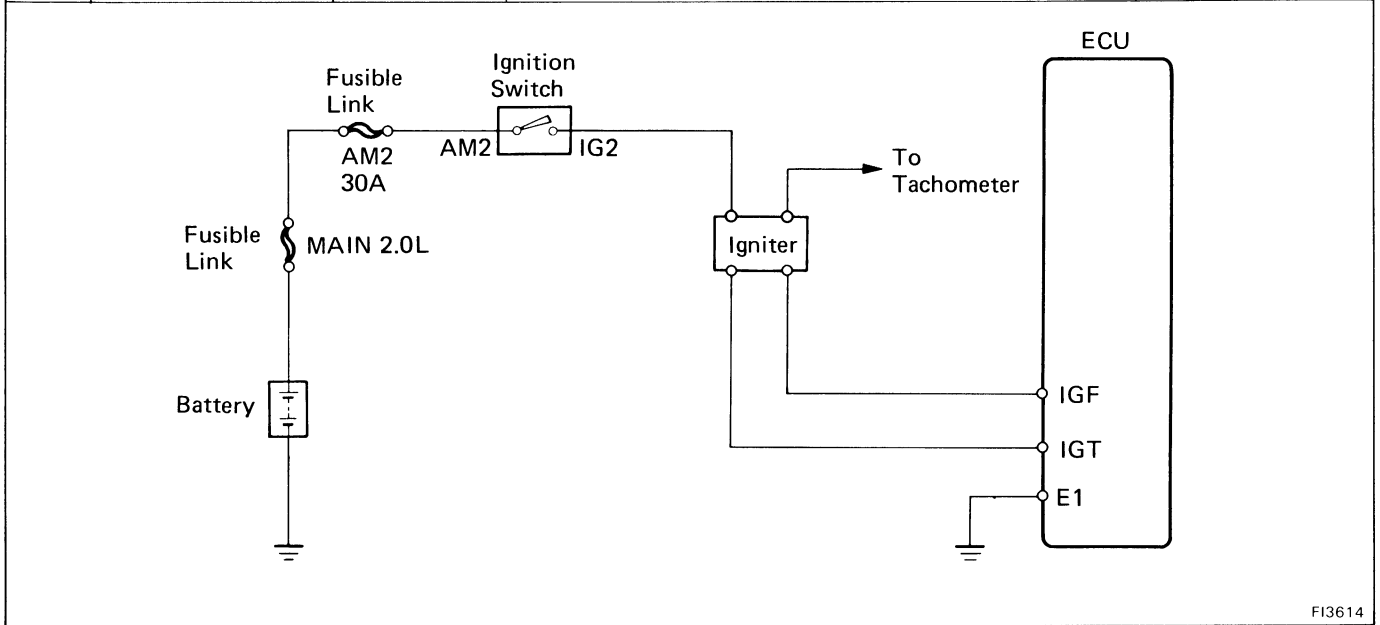 ECU
Ignition
Switch
Fusible
Link
AM2
IG2
AM2
30A
To
Tachometer
Fusible
Link
MAIN 2.0L
Igniter
Battery
IGF
IGT
E1
FI3614